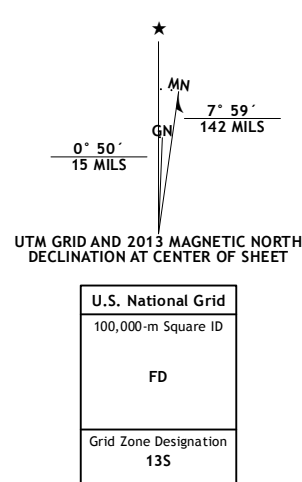 ★
MN
GN
7° 59´
142 MILS
0° 50´
15 MILS
UTM GRID AND 2013 MAGNETIC NORTH
DECLINATION AT CENTER OF SHEET
U.S. National Grid
100,000-m Square ID
FD
Grid Zone Designation
13S